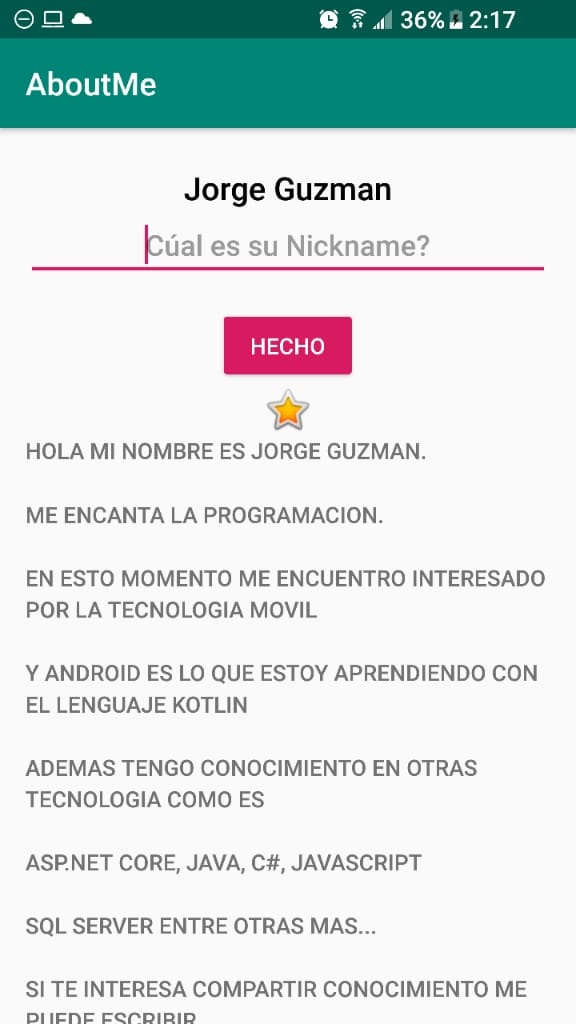 36% 2:17
AboutMe
Jorge Guzman
Cúal es su Nickname?
HECHO
HOLA MI NOMBRE ES JORGE GUZMAN.
ME ENCANTA LA PROGRAMACION.
EN ESTO MOMENTO ME ENCUENTRO INTERESADO
POR LA TECNOLOGIA MOVIL
Y ANDROID ES LO QUE ESTOY APRENDIENDO CON
EL LENGUAJE KOTLIN
ADEMAS TENGO CONOCIMIENTO EN OTRAS
TECNOLOGIA COMO ES
ASP.NET CORE, JAVA, C#, JAVASCRIPT
SQL SERVER ENTRE OTRAS MAS...
SI TE INTERESA COMPARTIR CONOCIMIENTO ME
PUEDE ESCRIBIR